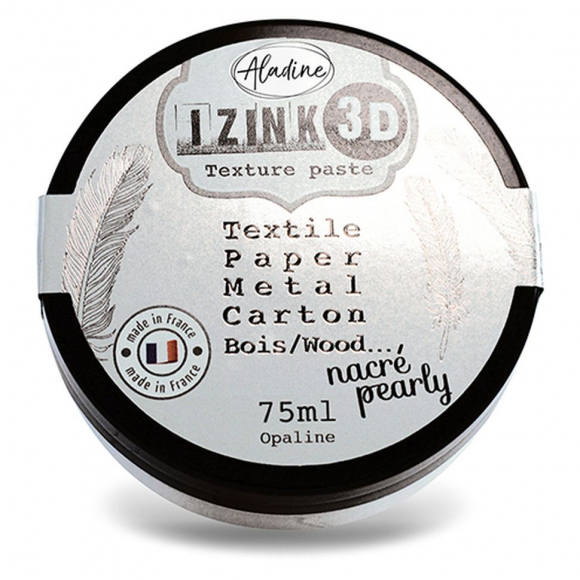 Aladine
IZINK 3D
Texture paste
Textile
Paper
Metal
Carton
Bois/Wood...
nacré
pearly
made in France
made in France
75ml
Opaline